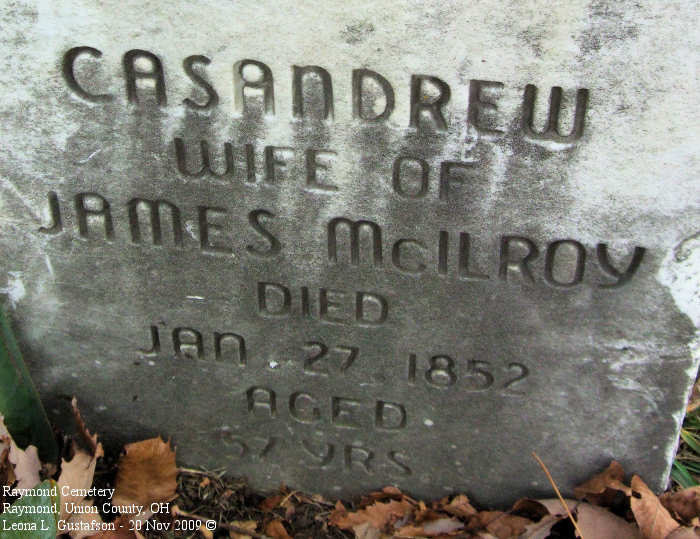 CASANDREW
WIFE OF
JAMES McILROY
DIED
JAN. 27. 1852
AGED
57 YRS
Raymond Cemetery
Raymond, Union County, OH
Leona L. Gustafson - 20 Nov 2009 ©